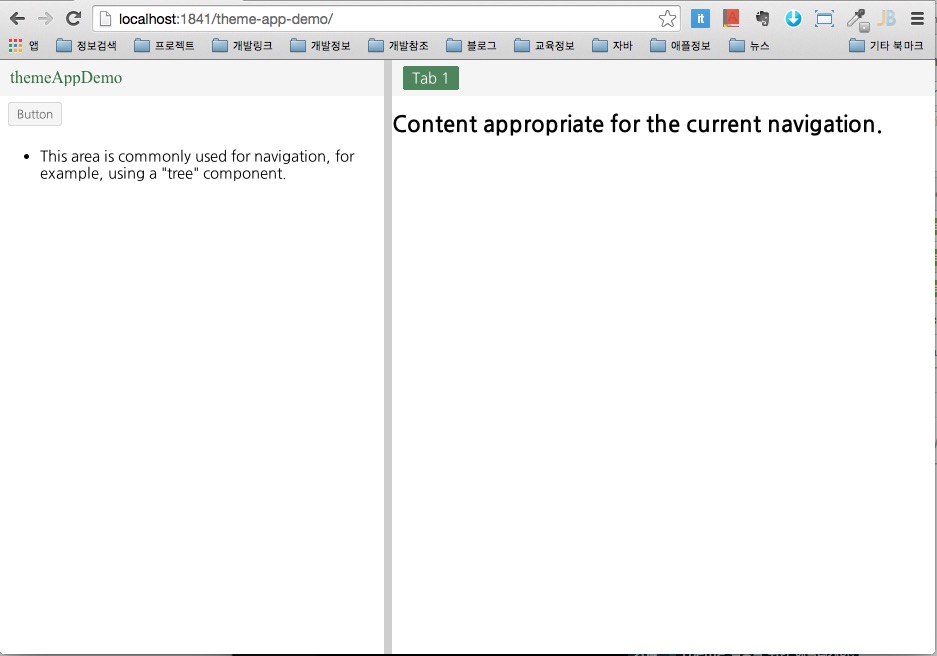 localhost:1841/theme-app-demo/
it
JB
앱 정보검색 프로젝트 개발링크 개발정보 개발참조 블로그 교육정보 자바 애플정보 뉴스 기타 북마크
themeAppDemo
Tab 1
Button
Content appropriate for the current navigation.
• This area is commonly used for navigation, for
example, using a "tree" component.